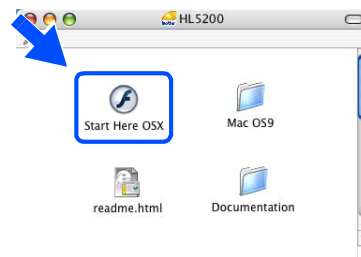 HL5200
Start Here OSX
Mac OS9
readme.html
Documentation